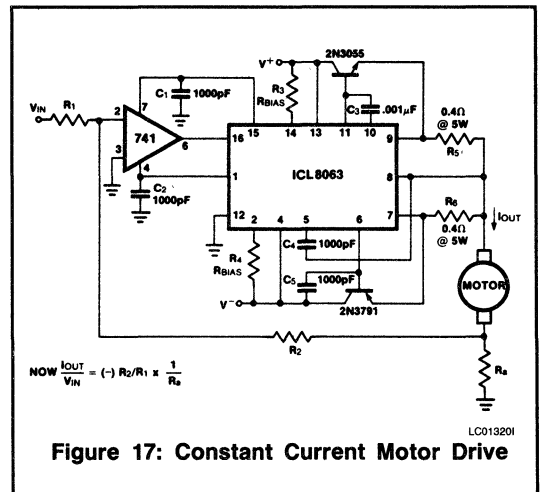 2N3055
V+
R3
RBIAS
C1
1000pF
C3
.001μF
VIN
R1
2
7
741
6
3
4
C2
1000pF
15
14
13
11
10
16
1
12
ICL8063
9
8
7
2
4
5
6
0.4Ω
@ 5W
R5
R6
0.4Ω
@ 5W
IOUT
R4
RBIAS
C4
1000pF
C5
1000pF
V-
2N3791
MOTOR
R2
Ra
NOW IOUT/VIN = (-) R2/R1 x 1/Ra
LC01320I
Figure 17: Constant Current Motor Drive